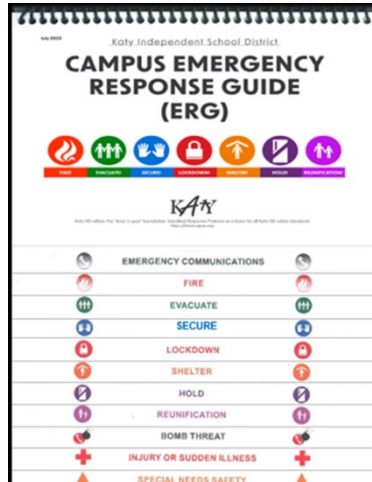 July 2023
Katy Independent School District
CAMPUS EMERGENCY
RESPONSE GUIDE
(ERG)
FIRE! EVACUATE! SECURE! LOCKDOWN! SHELTER! HOLD! REUNIFICATION!
KATY
EMERGENCY COMMUNICATIONS
FIRE
EVACUATE
SECURE
LOCKDOWN
SHELTER
HOLD
REUNIFICATION
BOMB THREAT
INJURY OR SUDDEN ILLNESS
SPECIAL NEEDS SAFETY